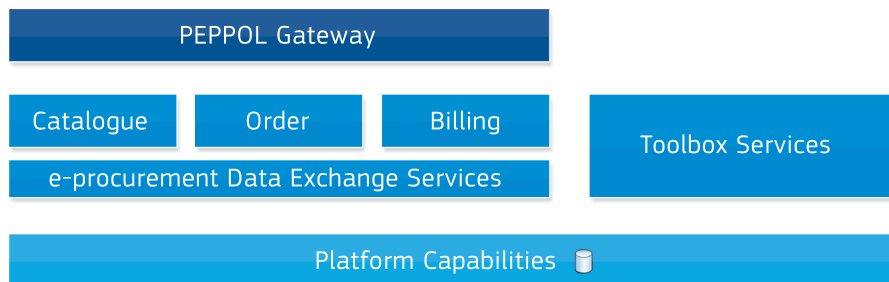 PEPPOL Gateway
Catalogue
Order
Billing
Toolbox Services
e-procurement Data Exchange Services
Platform Capabilities